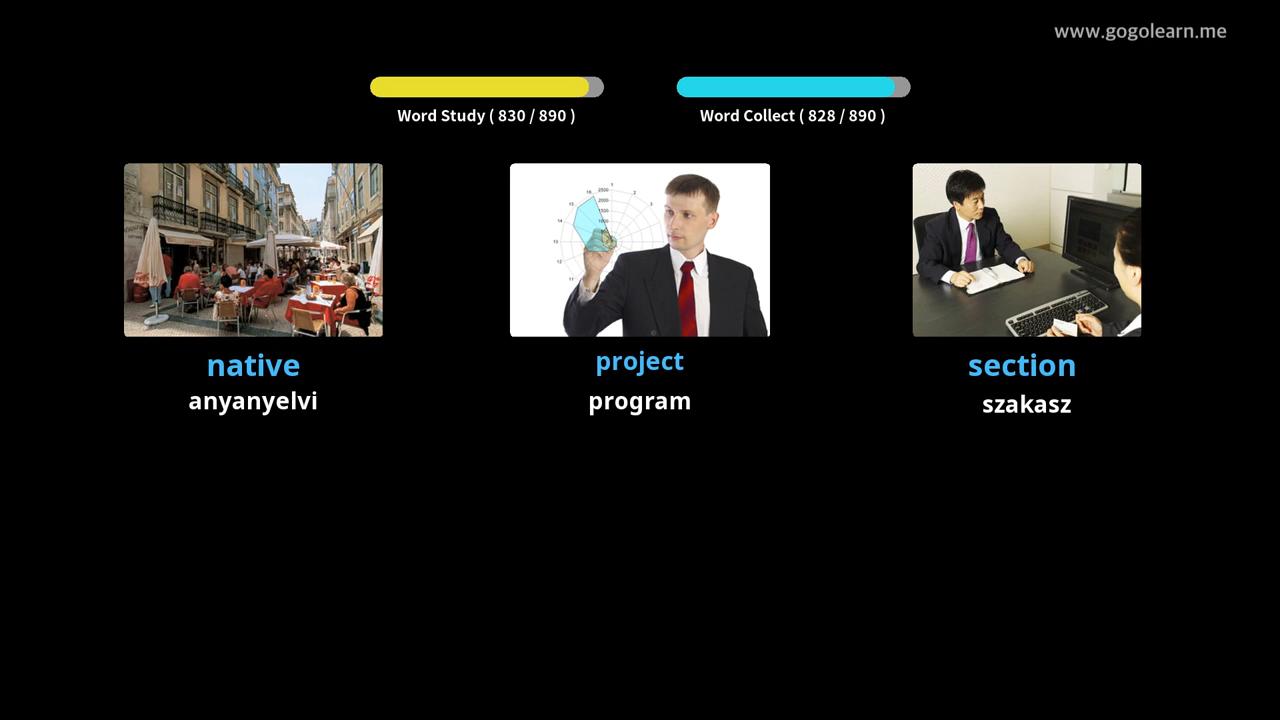 www.gogolearn.me
Word Study ( 830 / 890 )
Word Collect ( 828 / 890 )
native
anyanyelvi
project
program
section
szakasz